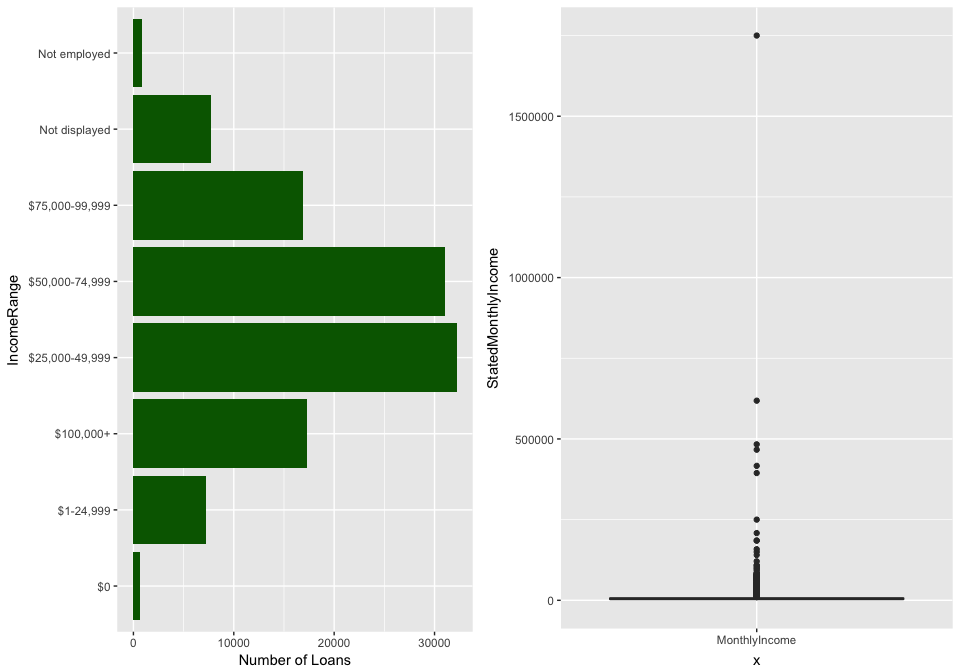 IncomeRange
Not employed
Not displayed
$75,000-99,999
$50,000-74,999
$25,000-49,999
$100,000+
$1-24,999
$0
0 10000 20000 30000
Number of Loans
StatedMonthlyIncome
1500000
1000000
500000
0
MonthlyIncome
x